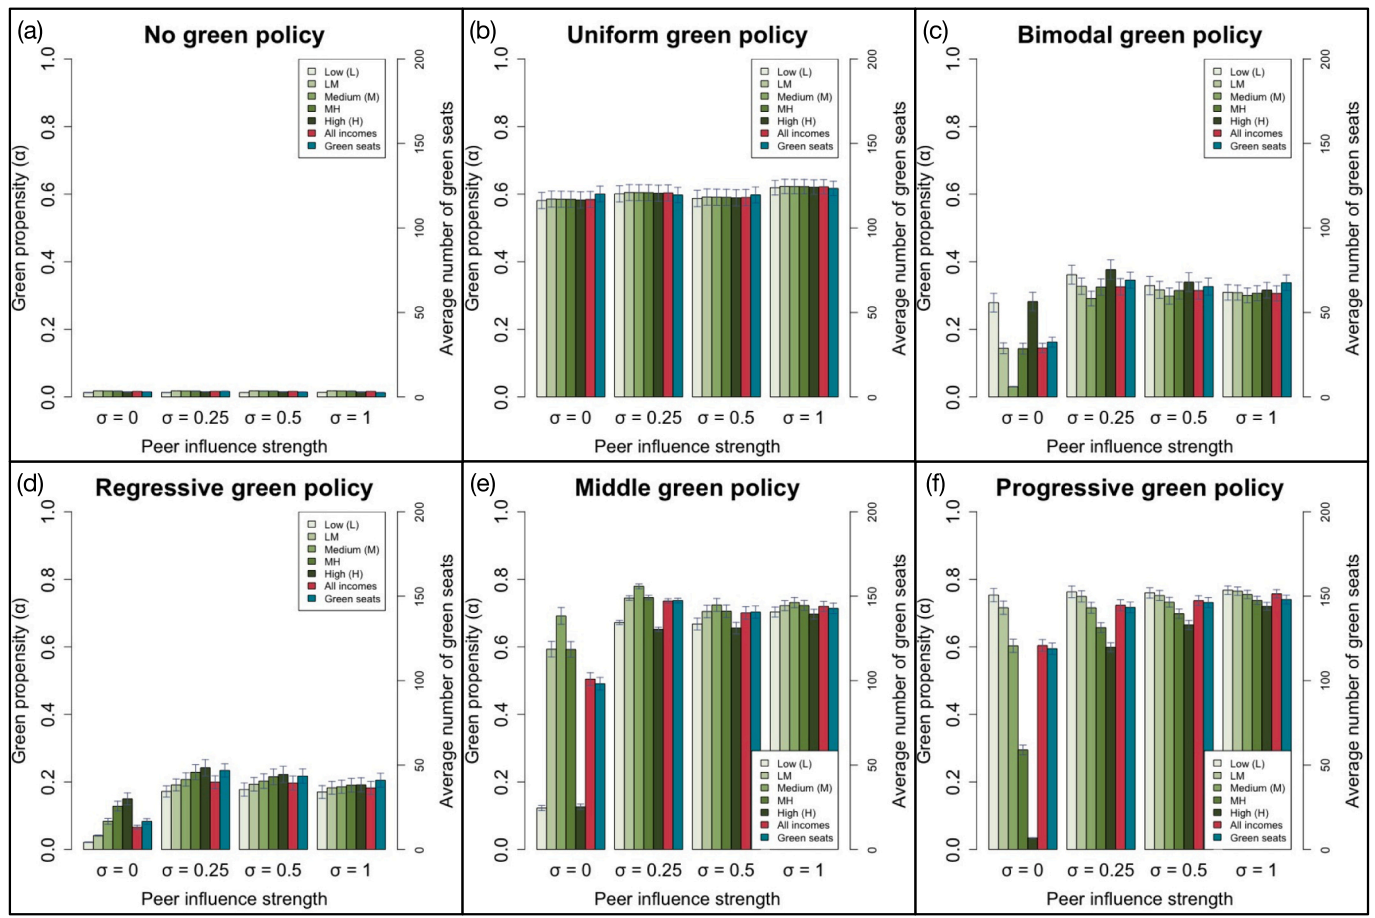 (a)
No green policy
Green propensity (α)
0.0 0.2 0.4 0.6 0.8 1.0
Low (L)
LM
Medium (M)
MH
High (H)
All incomes
Green seats
0 50 100 150 200
Average number of green seats
σ = 0 σ = 0.25 σ = 0.5 σ = 1
Peer influence strength
(b)
Uniform green policy
Green propensity (α)
0.0 0.2 0.4 0.6 0.8 1.0
Low (L)
LM
Medium (M)
MH
High (H)
All incomes
Green seats
0 50 100 150 200
Average number of green seats
σ = 0 σ = 0.25 σ = 0.5 σ = 1
Peer influence strength
(c)
Bimodal green policy
Green propensity (α)
0.0 0.2 0.4 0.6 0.8 1.0
Low (L)
LM
Medium (M)
MH
High (H)
All incomes
Green seats
0 50 100 150 200
Average number of green seats
σ = 0 σ = 0.25 σ = 0.5 σ = 1
Peer influence strength
(d)
Regressive green policy
Green propensity (α)
0.0 0.2 0.4 0.6 0.8 1.0
Low (L)
LM
Medium (M)
MH
High (H)
All incomes
Green seats
0 50 100 150 200
Average number of green seats
σ = 0 σ = 0.25 σ = 0.5 σ = 1
Peer influence strength
(e)
Middle green policy
Green propensity (α)
0.0 0.2 0.4 0.6 0.8 1.0
Low (L)
LM
Medium (M)
MH
High (H)
All incomes
Green seats
0 50 100 150 200
Average number of green seats
σ = 0 σ = 0.25 σ = 0.5 σ = 1
Peer influence strength
(f)
Progressive green policy
Green propensity (α)
0.0 0.2 0.4 0.6 0.8 1.0
Low (L)
LM
Medium (M)
MH
High (H)
All incomes
Green seats
0 50 100 150 200
Average number of green seats
σ = 0 σ = 0.25 σ = 0.5 σ = 1
Peer influence strength